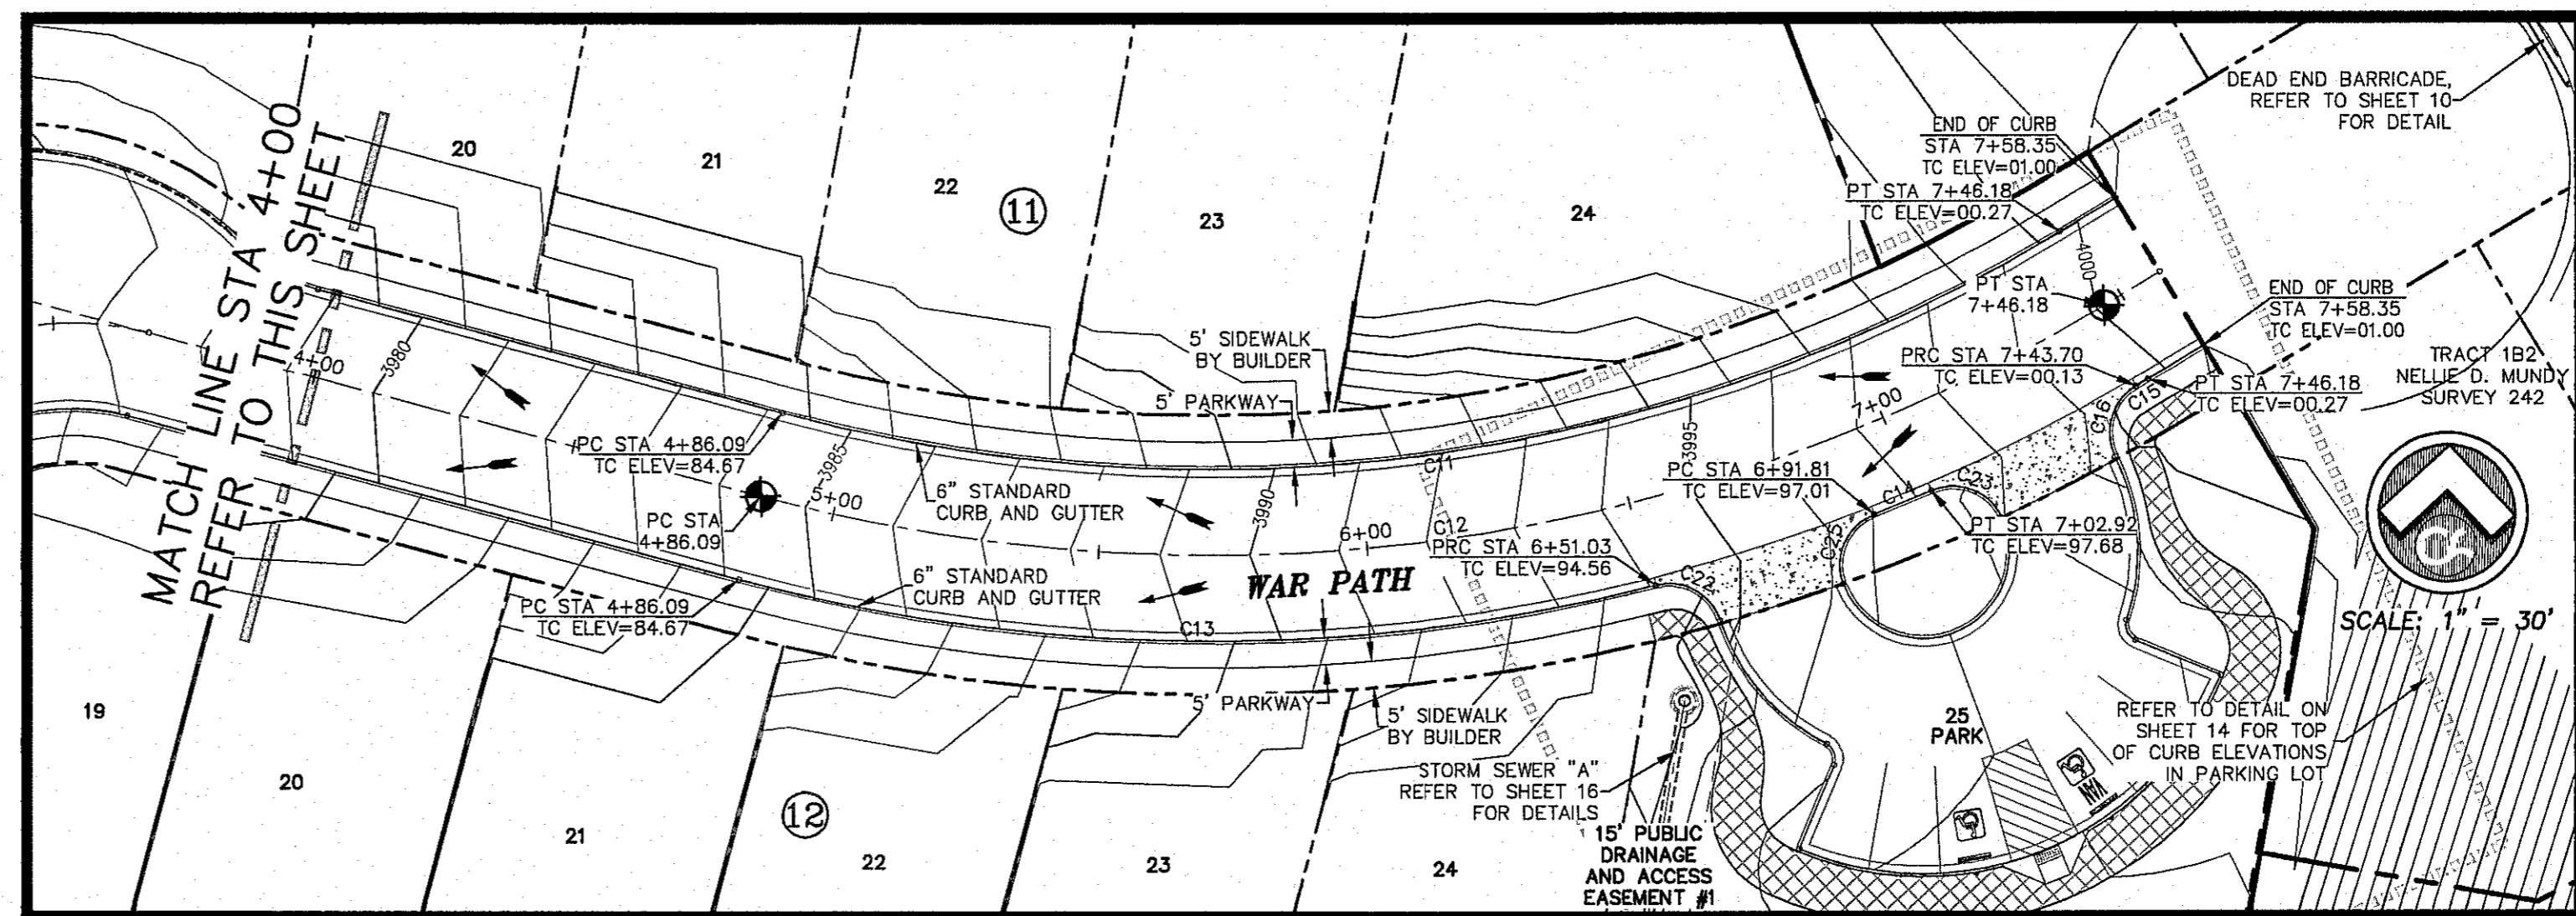 MATCH LINE STA 4+00
REFER TO THIS SHEET
20
21
22
11
23
24
DEAD END BARRICADE,
REFER TO SHEET 10
FOR DETAIL
END OF CURB
STA 7+58.35
TC ELEV=01.00
PT STA 7+46.18
TC ELEV=00.27
4000
PT STA
7+46.18
END OF CURB
STA 7+58.35
TC ELEV=01.00
PRC STA 7+43.70
TC ELEV=00.13
PT STA 7+46.18
TC ELEV=00.27
C15
C16
TRACT 1B2
NELLIE D. MUNDY
SURVEY 242
4+00
3980
5' SIDEWALK
BY BUILDER
5' PARKWAY
PC STA 4+86.09
TC ELEV=84.67
3985
5+00
PC STA
4+86.09
6" STANDARD
CURB AND GUTTER
3990
6+00
C11
C12
3995
7+00
PC STA 6+91.81
TC ELEV=97.01
C14
C23
C25
PT STA 7+02.92
TC ELEV=97.68
PRC STA 6+51.03
TC ELEV=94.56
C22
WAR PATH
6" STANDARD
CURB AND GUTTER
PC STA 4+86.09
TC ELEV=84.67
C13
SCALE: 1" = 30'
5' PARKWAY
5' SIDEWALK
BY BUILDER
19
20
21
12
22
23
24
STORM SEWER "A"
REFER TO SHEET 16
FOR DETAILS
15' PUBLIC
DRAINAGE
AND ACCESS
EASEMENT #1
25
PARK
REFER TO DETAIL ON
SHEET 14 FOR TOP
OF CURB ELEVATIONS
IN PARKING LOT
VAN